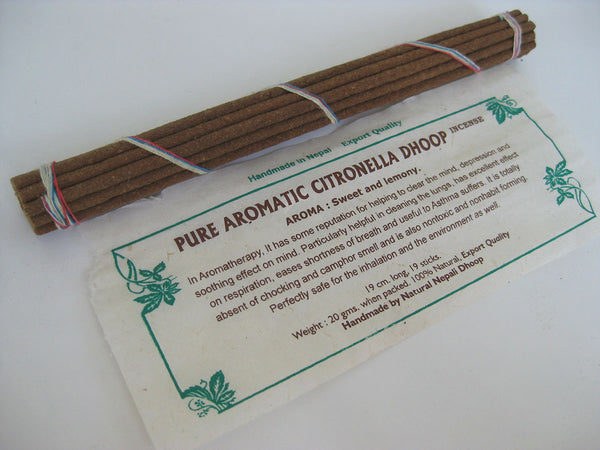 Handmade in Nepal Export Quality
PURE AROMATIC CITRONELLA DHOOP INCENSE
AROMA : Sweet and lemony.
In Aromatherapy, It has some reputation for helping to clear the mind, depression and
soothing effect on mind. Particularly helpful in cleaning the lungs, has excellent effect
on respiration, eases shortness of breath and useful to Asthma suffers. It is totally
absent of chocking and camphor smell and is also nontoxic and nonhabit forming.
Perfectly safe for the inhalation and the environment as well.
19 cm. long, 19 sticks.
Weight : 20 gms. when packed. 100% Natural, Export Quality
Handmade by Natural Nepali Dhoop